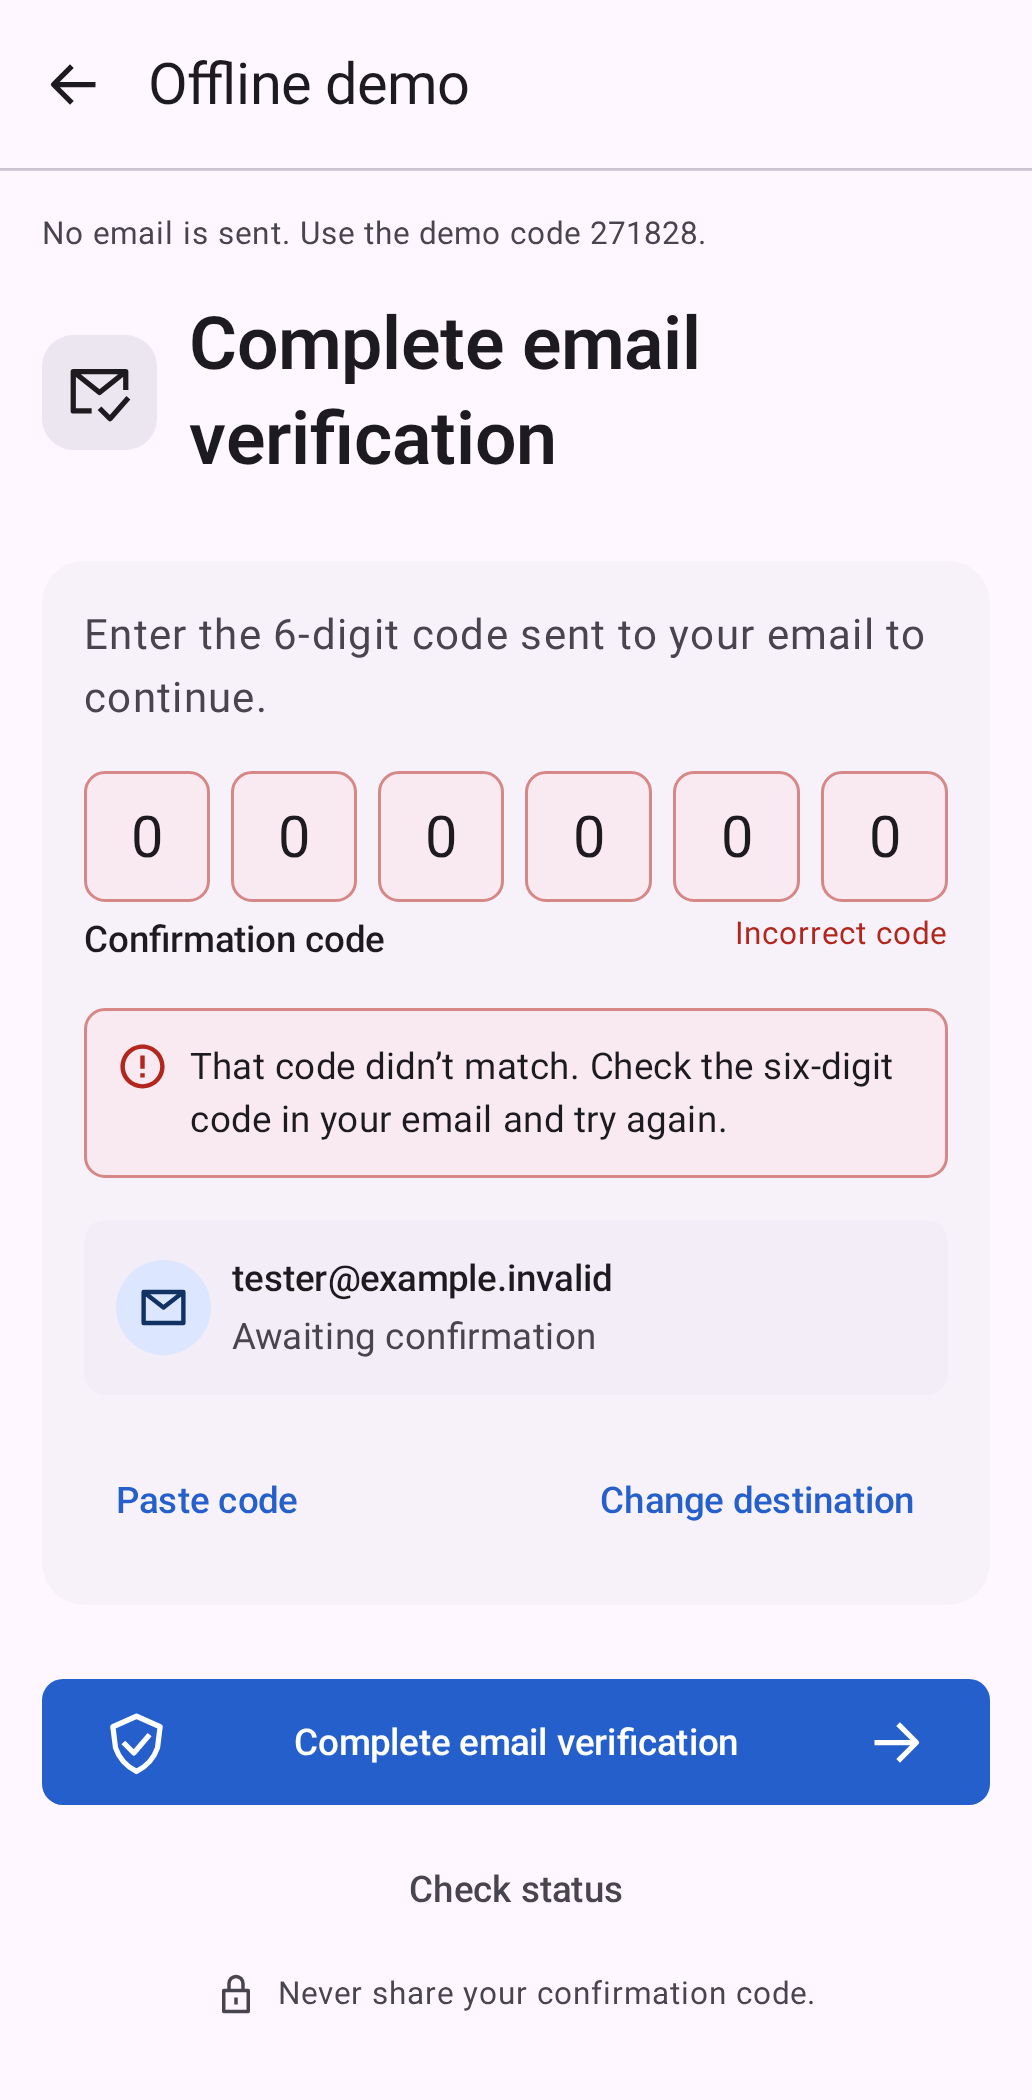 Offline demo
No email is sent. Use the demo code 271828.
Complete email
verification
Enter the 6-digit code sent to your email to
continue.
0 0 0 0 0 0
Confirmation code Incorrect code
That code didn’t match. Check the six-digit
code in your email and try again.
tester@example.invalid
Awaiting confirmation
Paste code Change destination
Complete email verification
Check status
Never share your confirmation code.